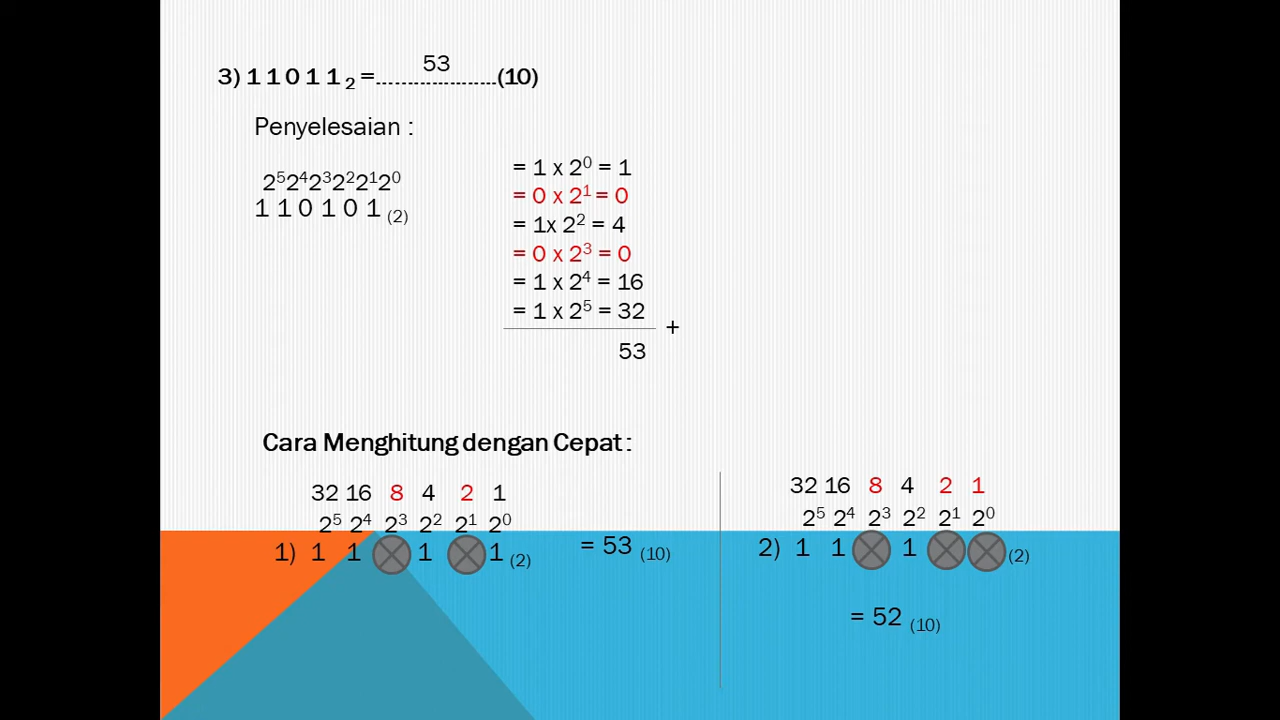 53
3) 1 1 0 1 1 ₂ =...................(10)
Penyelesaian :
2⁵2⁴2³2²2¹2⁰
1 1 0 1 0 1 (2)
= 1 x 2⁰ = 1
= 0 x 2¹ = 0
= 1x 2² = 4
= 0 x 2³ = 0
= 1 x 2⁴ = 16
= 1 x 2⁵ = 32
+
53
Cara Menghitung dengan Cepat :
32 16 8 4 2 1
2⁵ 2⁴ 2³ 2² 2¹ 2⁰
1) 1 1 1 1 (2) = 53 (10)
32 16 8 4 2 1
2⁵ 2⁴ 2³ 2² 2¹ 2⁰
2) 1 1 1 (2)
= 52 (10)